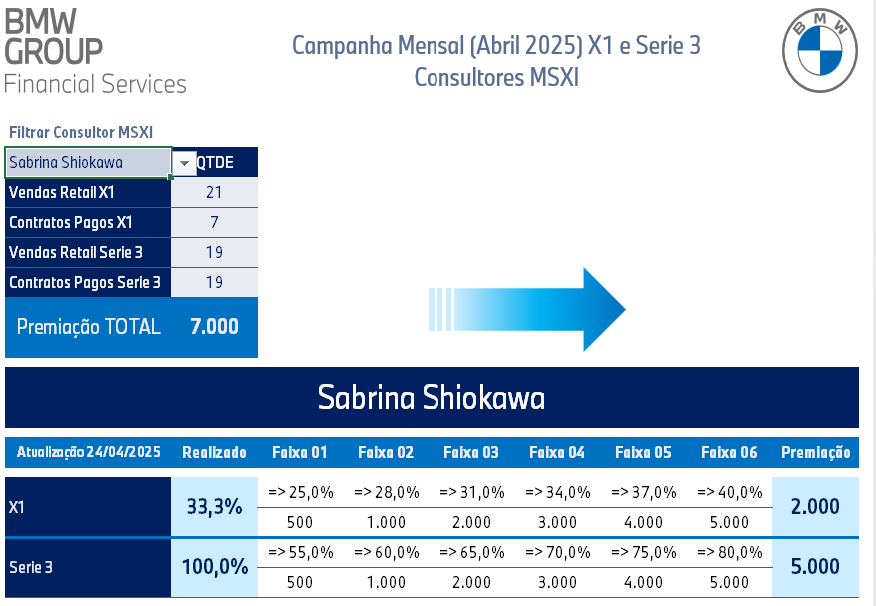 BMW
GROUP
Financial Services
Campanha Mensal (Abril 2025) X1 e Serie 3
Consultores MSXI
BMW
Filtrar Consultor MSXI
Sabrina Shiokawa QTDE
Vendas Retail X1 21
Contratos Pagos X1 7
Vendas Retail Serie 3 19
Contratos Pagos Serie 3 19
Premiação TOTAL 7.000
Sabrina Shiokawa
Atualização 24/04/2025 Realizado Faixa 01 Faixa 02 Faixa 03 Faixa 04 Faixa 05 Faixa 06 Premiação
X1 33,3% => 25,0% => 28,0% => 31,0% => 34,0% => 37,0% => 40,0% 2.000
500 1.000 2.000 3.000 4.000 5.000
Serie 3 100,0% => 55,0% => 60,0% => 65,0% => 70,0% => 75,0% => 80,0% 5.000
500 1.000 2.000 3.000 4.000 5.000